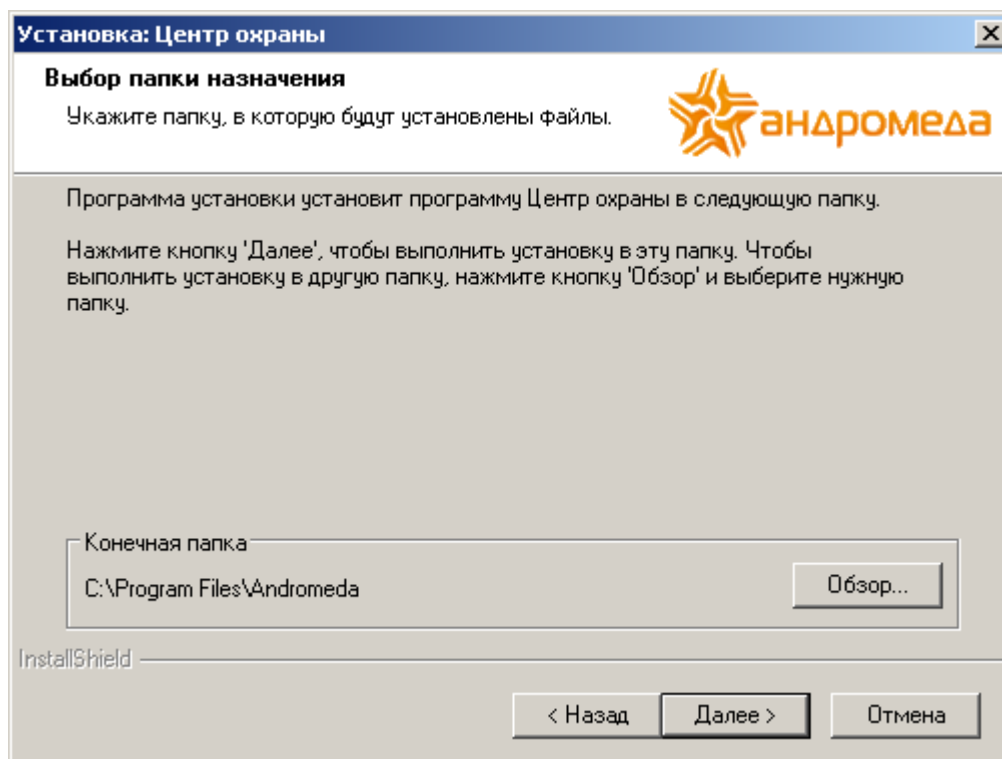 Установка: Центр охраны
Выбор папки назначения
Укажите папку, в которую будут установлены файлы.
андромеда
Программа установки установит программу Центр охраны в следующую папку.
Нажмите кнопку 'Далее', чтобы выполнить установку в эту папку. Чтобы
выполнить установку в другую папку, нажмите кнопку 'Обзор' и выберите нужную
папку.
Конечная папка
C:\Program Files\Andromeda
Обзор...
InstallShield
< Назад
Далее >
Отмена